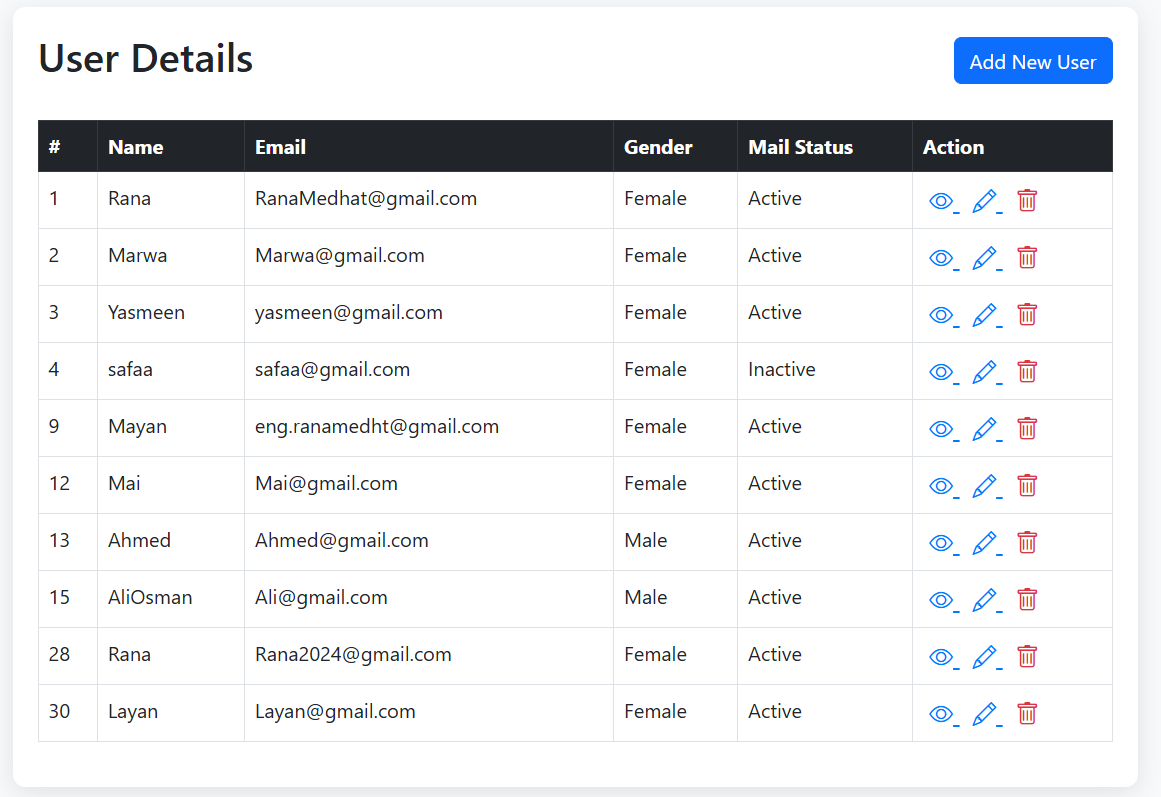 User Details
Add New User
# Name Email Gender Mail Status Action
1 Rana RanaMedhat@gmail.com Female Active
2 Marwa Marwa@gmail.com Female Active
3 Yasmeen yasmeen@gmail.com Female Active
4 safaa safaa@gmail.com Female Inactive
9 Mayan eng.ranamedht@gmail.com Female Active
12 Mai Mai@gmail.com Female Active
13 Ahmed Ahmed@gmail.com Male Active
15 AliOsman Ali@gmail.com Male Active
28 Rana Rana2024@gmail.com Female Active
30 Layan Layan@gmail.com Female Active